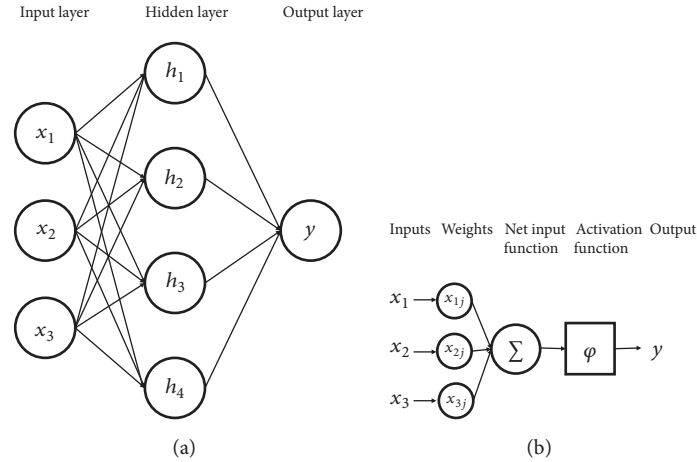 Input layer Hidden layer Output layer
x1
x2
x3
h1
h2
h3
h4
y
(a)
Inputs Weights Net input function Activation function Output
x1 x1j
x2 x2j
x3 x3j
Σ
φ
y
(b)